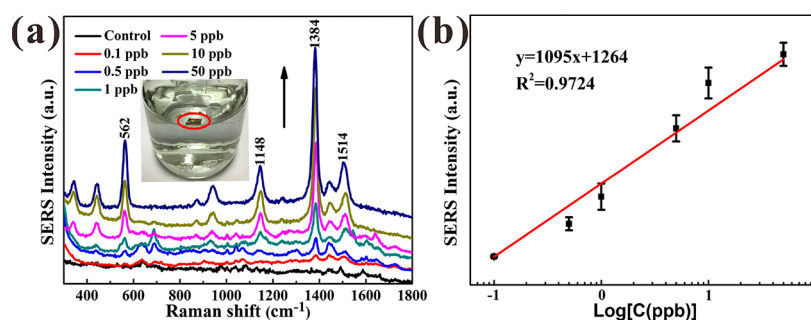 (a)
SERS Intensity (a.u.)
Control
0.1 ppb
0.5 ppb
1 ppb
5 ppb
10 ppb
50 ppb
562
1148
1384
1514
400 600 800 1000 1200 1400 1600 1800
Raman shift (cm⁻¹)
(b)
SERS Intensity (a.u.)
y=1095x+1264
R²=0.9724
-1 0 1
Log[C(ppb)]